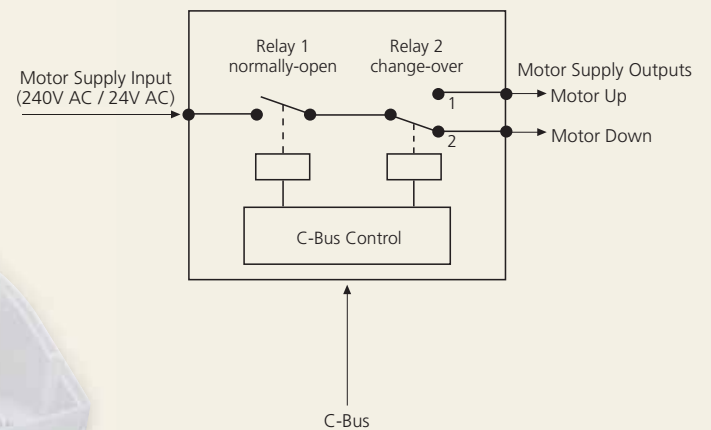 Relay 1
normally-open
Relay 2
change-over
Motor Supply Input
(240V AC / 24V AC)
Motor Supply Outputs
1
Motor Up
2
Motor Down
C-Bus Control
C-Bus